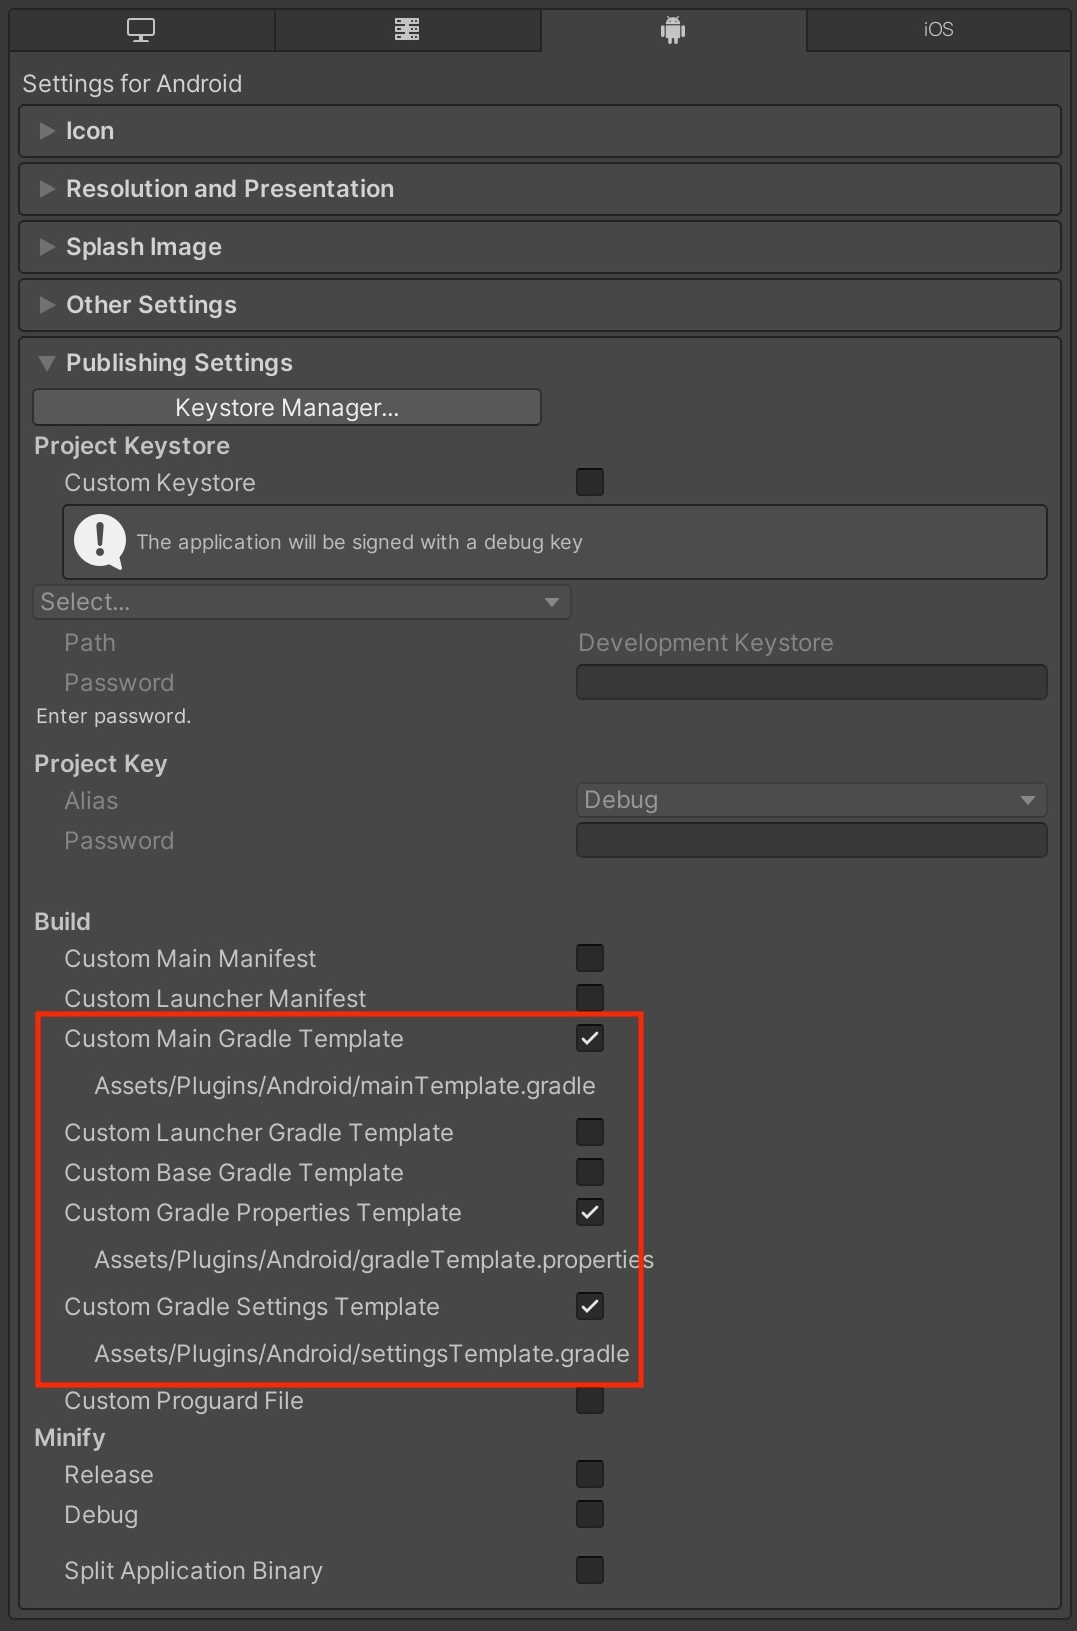 iOS
Settings for Android
Icon
Resolution and Presentation
Splash Image
Other Settings
Publishing Settings
Keystore Manager...
Project Keystore
Custom Keystore
The application will be signed with a debug key
Select...
Path Development Keystore
Password
Enter password.
Project Key
Alias Debug
Password
Build
Custom Main Manifest
Custom Launcher Manifest
Custom Main Gradle Template
Assets/Plugins/Android/mainTemplate.gradle
Custom Launcher Gradle Template
Custom Base Gradle Template
Custom Gradle Properties Template
Assets/Plugins/Android/gradleTemplate.properties
Custom Gradle Settings Template
Assets/Plugins/Android/settingsTemplate.gradle
Custom Proguard File
Minify
Release
Debug
Split Application Binary